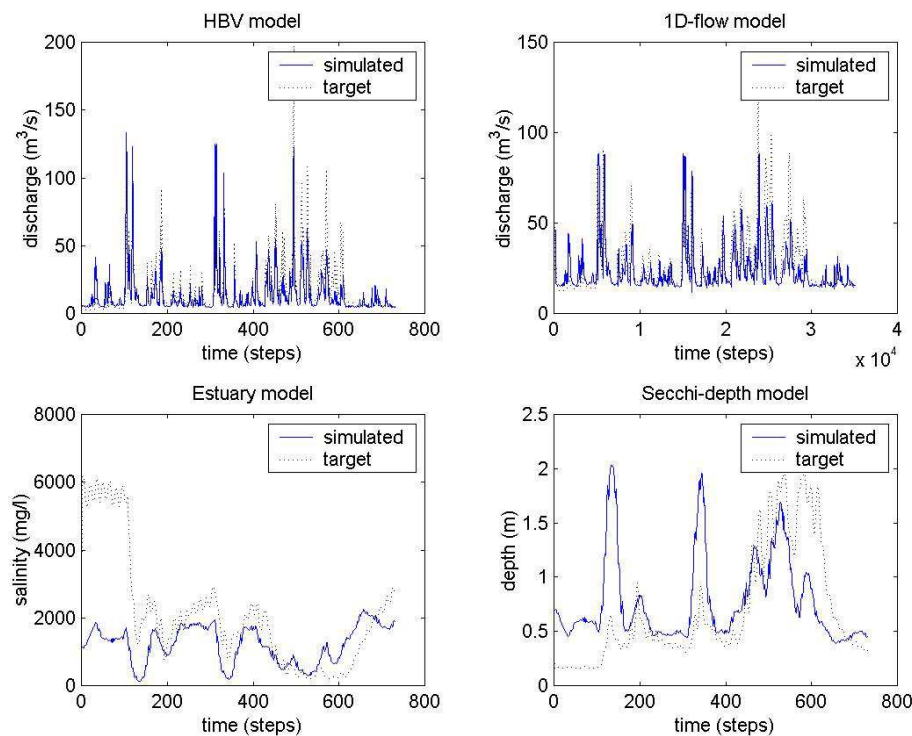 HBV model
200
150
100
50
0
discharge (m³/s)
simulated
target
0 200 400 600 800
time (steps)
1D-flow model
150
100
50
0
discharge (m³/s)
simulated
target
0 1 2 3 4
x 10⁴
time (steps)
Estuary model
8000
6000
4000
2000
0
salinity (mg/l)
simulated
target
0 200 400 600 800
time (steps)
Secchi-depth model
2.5
2
1.5
1
0.5
0
depth (m)
simulated
target
0 200 400 600 800
time (steps)